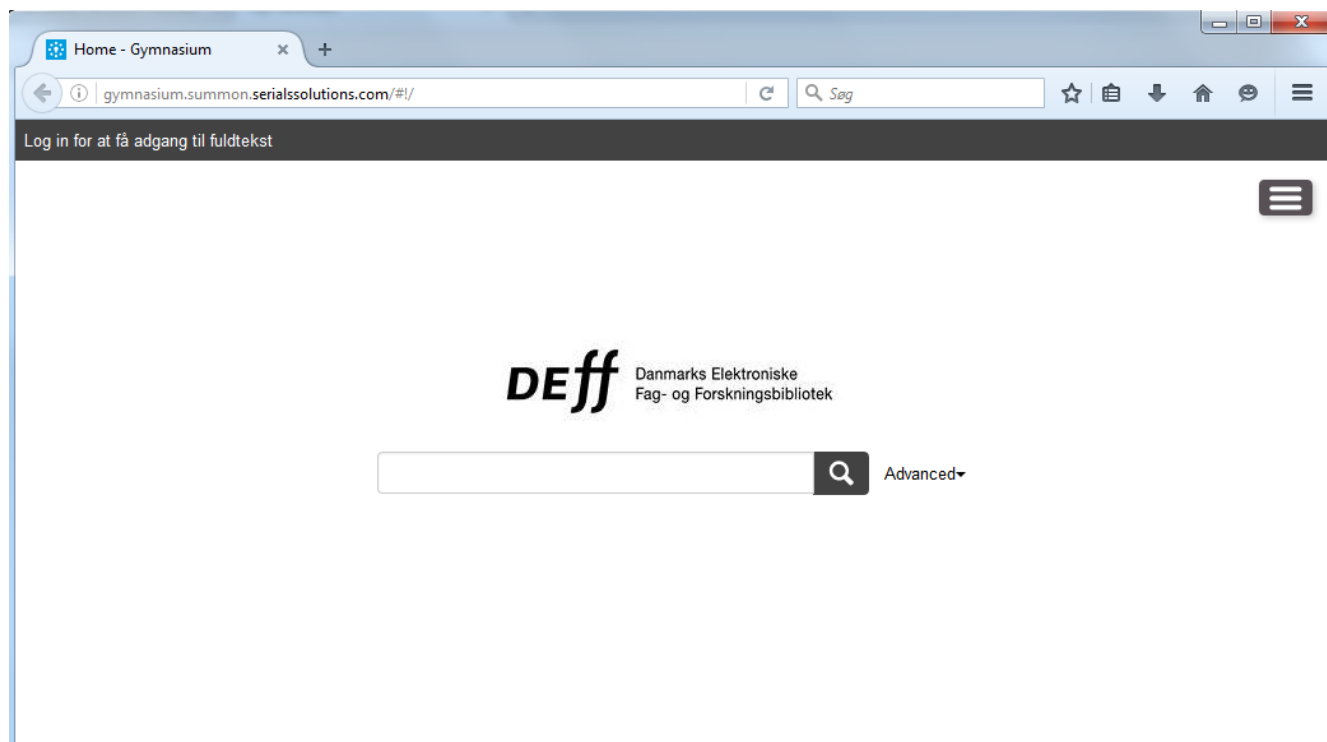 Home - Gymnasium
gymnasium.summon.serialssolutions.com/#!/
Søg
Log in for at få adgang til fuldtekst
DEff
Danmarks Elektroniske
Fag- og Forskningsbibliotek
Advanced